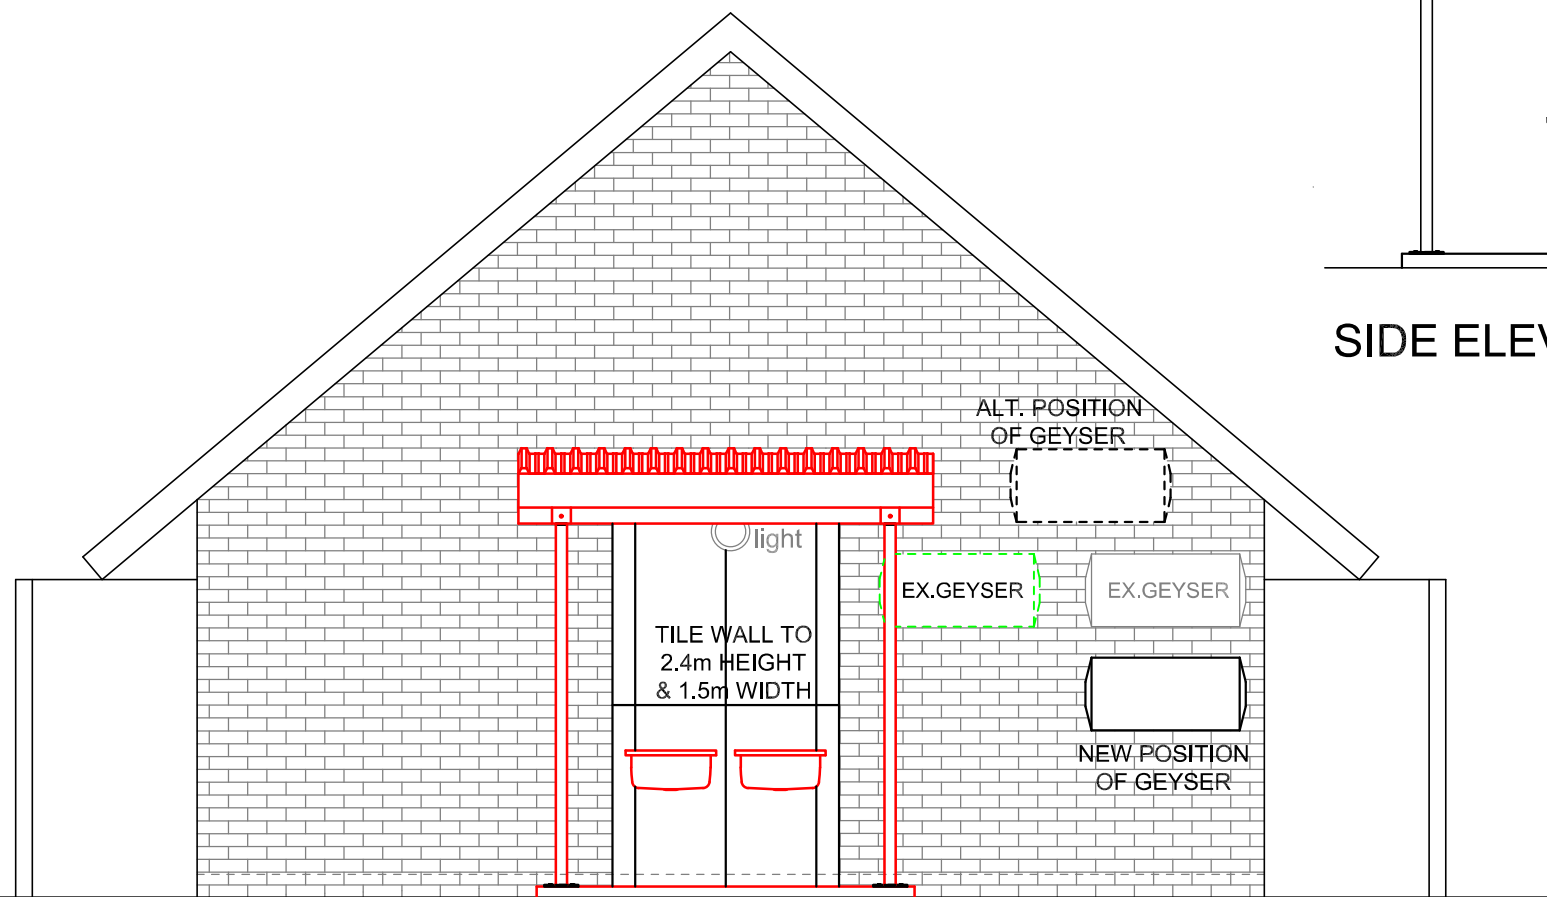 SIDE ELEV
ALT. POSITION
OF GEYSER
light
EX.GEYSER
EX.GEYSER
TILE WALL TO
2.4m HEIGHT
& 1.5m WIDTH
NEW POSITION
OF GEYSER